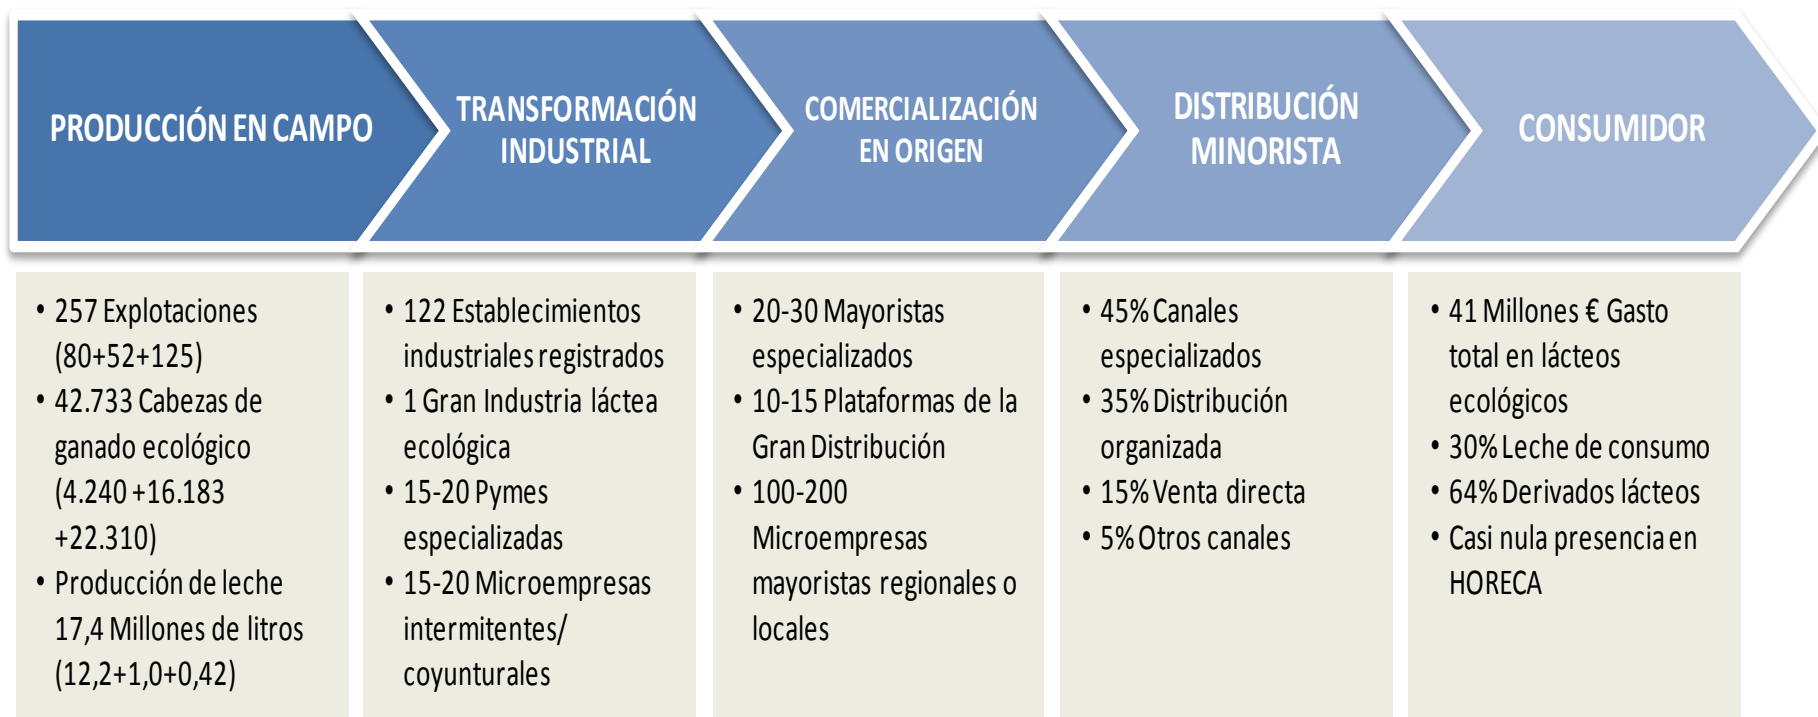 PRODUCCIÓN EN CAMPO
TRANSFORMACIÓN
INDUSTRIAL
COMERCIALIZACIÓN
EN ORIGEN
DISTRIBUCIÓN
MINORISTA
CONSUMIDOR
• 257 Explotaciones
(80+52+125)
• 42.733 Cabezas de
ganado ecológico
(4.240 +16.183
+22.310)
• Producción de leche
17,4 Millones de litros
(12,2+1,0+0,42)
• 122 Establecimientos
industriales registrados
• 1 Gran Industria láctea
ecológica
• 15-20 Pymes
especializadas
• 15-20 Microempresas
intermitentes/
coyunturales
• 20-30 Mayoristas
especializados
• 10-15 Plataformas de la
Gran Distribución
• 100-200
Microempresas
mayoristas regionales o
locales
• 45% Canales
especializados
• 35% Distribución
organizada
• 15% Venta directa
• 5% Otros canales
• 41 Millones € Gasto
total en lácteos
ecológicos
• 30% Leche de consumo
• 64% Derivados lácteos
• Casi nula presencia en
HORECA